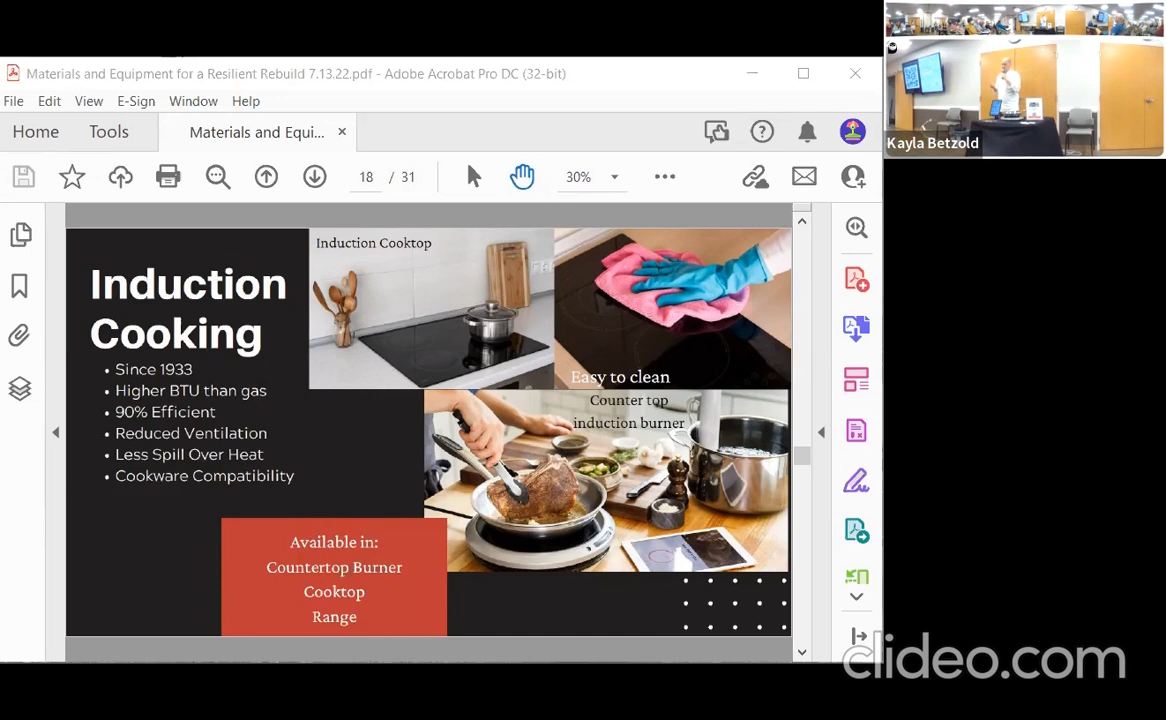 Materials and Equipment for a Resilient Rebuild 7.13.22.pdf - Adobe Acrobat Pro DC (32-bit)
File Edit View E-Sign Window Help
Home Tools Materials and Equi... ×
18 / 31 30%
Induction Cooktop
Induction
Cooking
• Since 1933
• Higher BTU than gas
• 90% Efficient
• Reduced Ventilation
• Less Spill Over Heat
• Cookware Compatibility
Easy to clean
Counter top
induction burner
Available in:
Countertop Burner
Cooktop
Range
Kayla Betzold
clideo.com